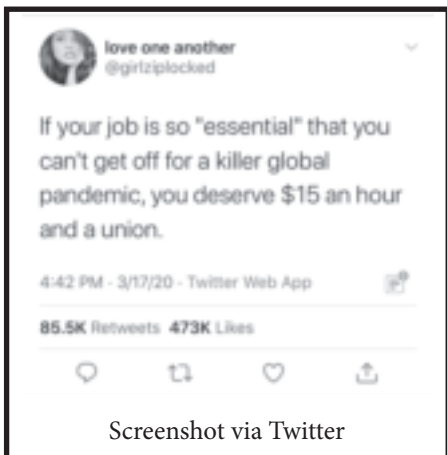 love one another
@girlziplocked
If your job is so "essential" that you
can't get off for a killer global
pandemic, you deserve $15 an hour
and a union.
4:42 PM - 3/17/20 - Twitter Web App
85.5K Retweets 473K Likes
Screenshot via Twitter